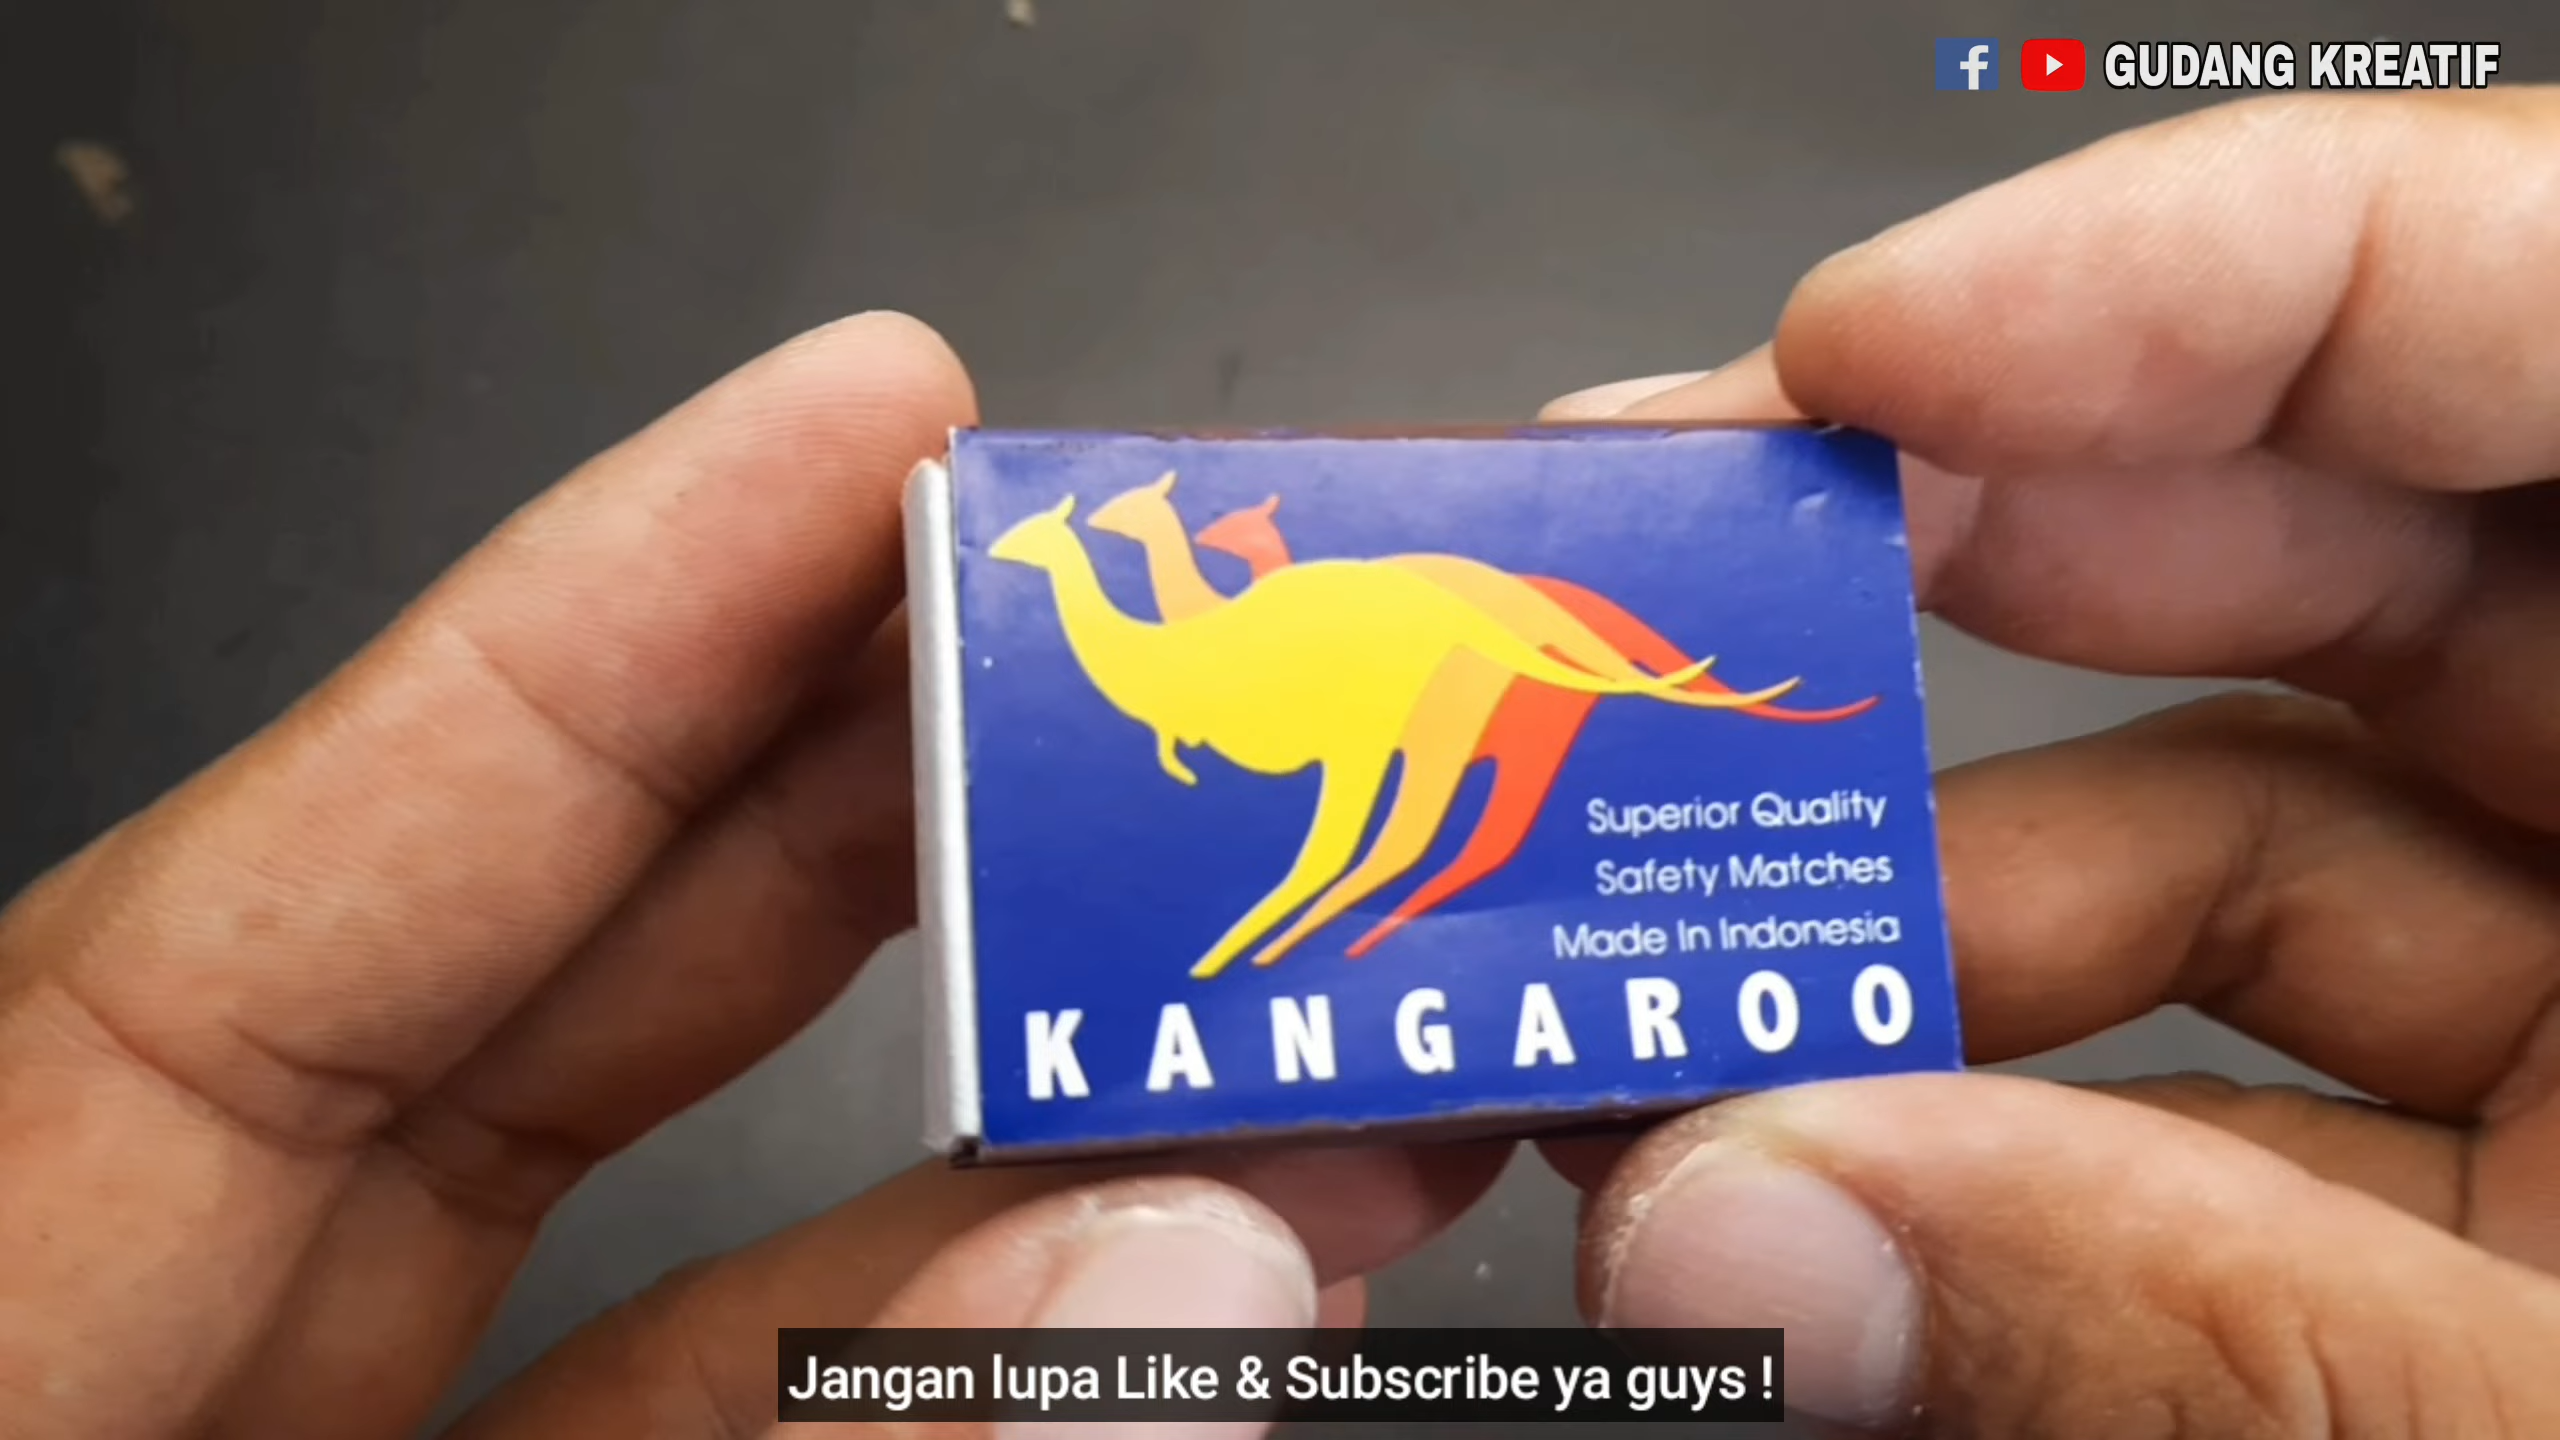 GUDANG KREATIF
Superior Quality
Safety Matches
Made In Indonesia
KANGAROO
Jangan lupa Like & Subscribe ya guys !